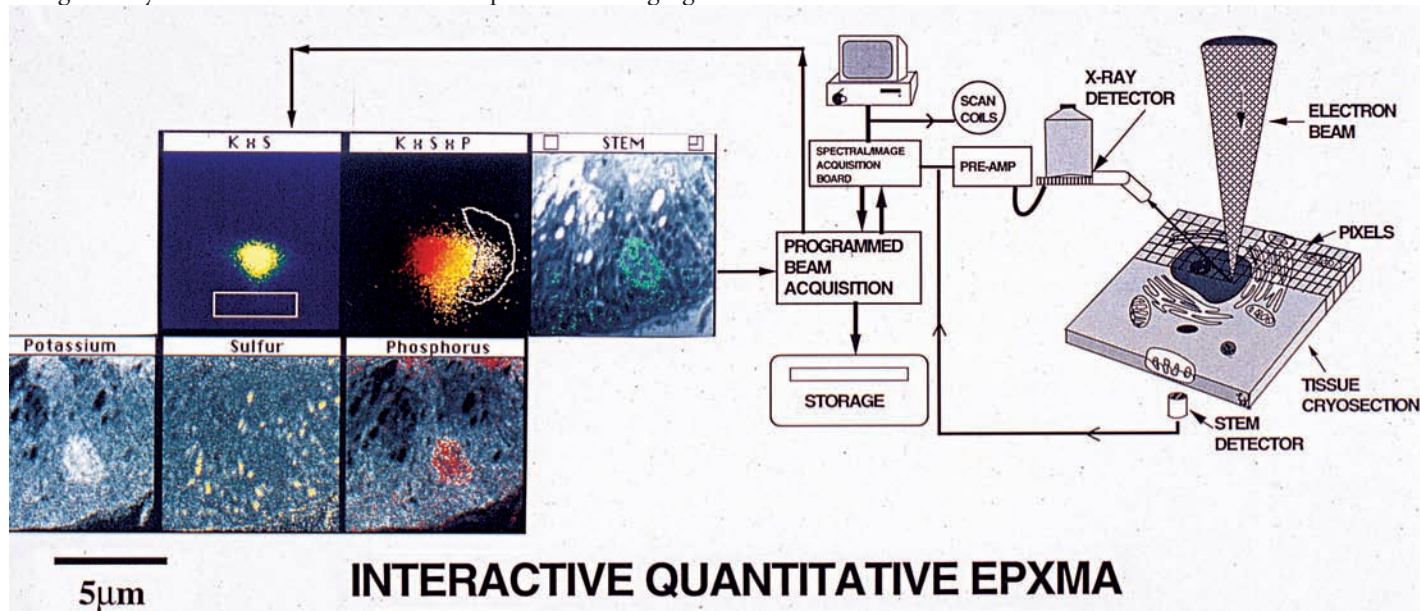 K x S
K x S x P
STEM
Potassium
Sulfur
Phosphorus
5µm
SCAN
COILS
SPECTRAL/IMAGE
ACQUISITION
BOARD
PRE-AMP
X-RAY
DETECTOR
ELECTRON
BEAM
PIXELS
PROGRAMMED
BEAM
ACQUISITION
STORAGE
STEM
DETECTOR
TISSUE
CRYOSECTION
INTERACTIVE QUANTITATIVE EPXMA